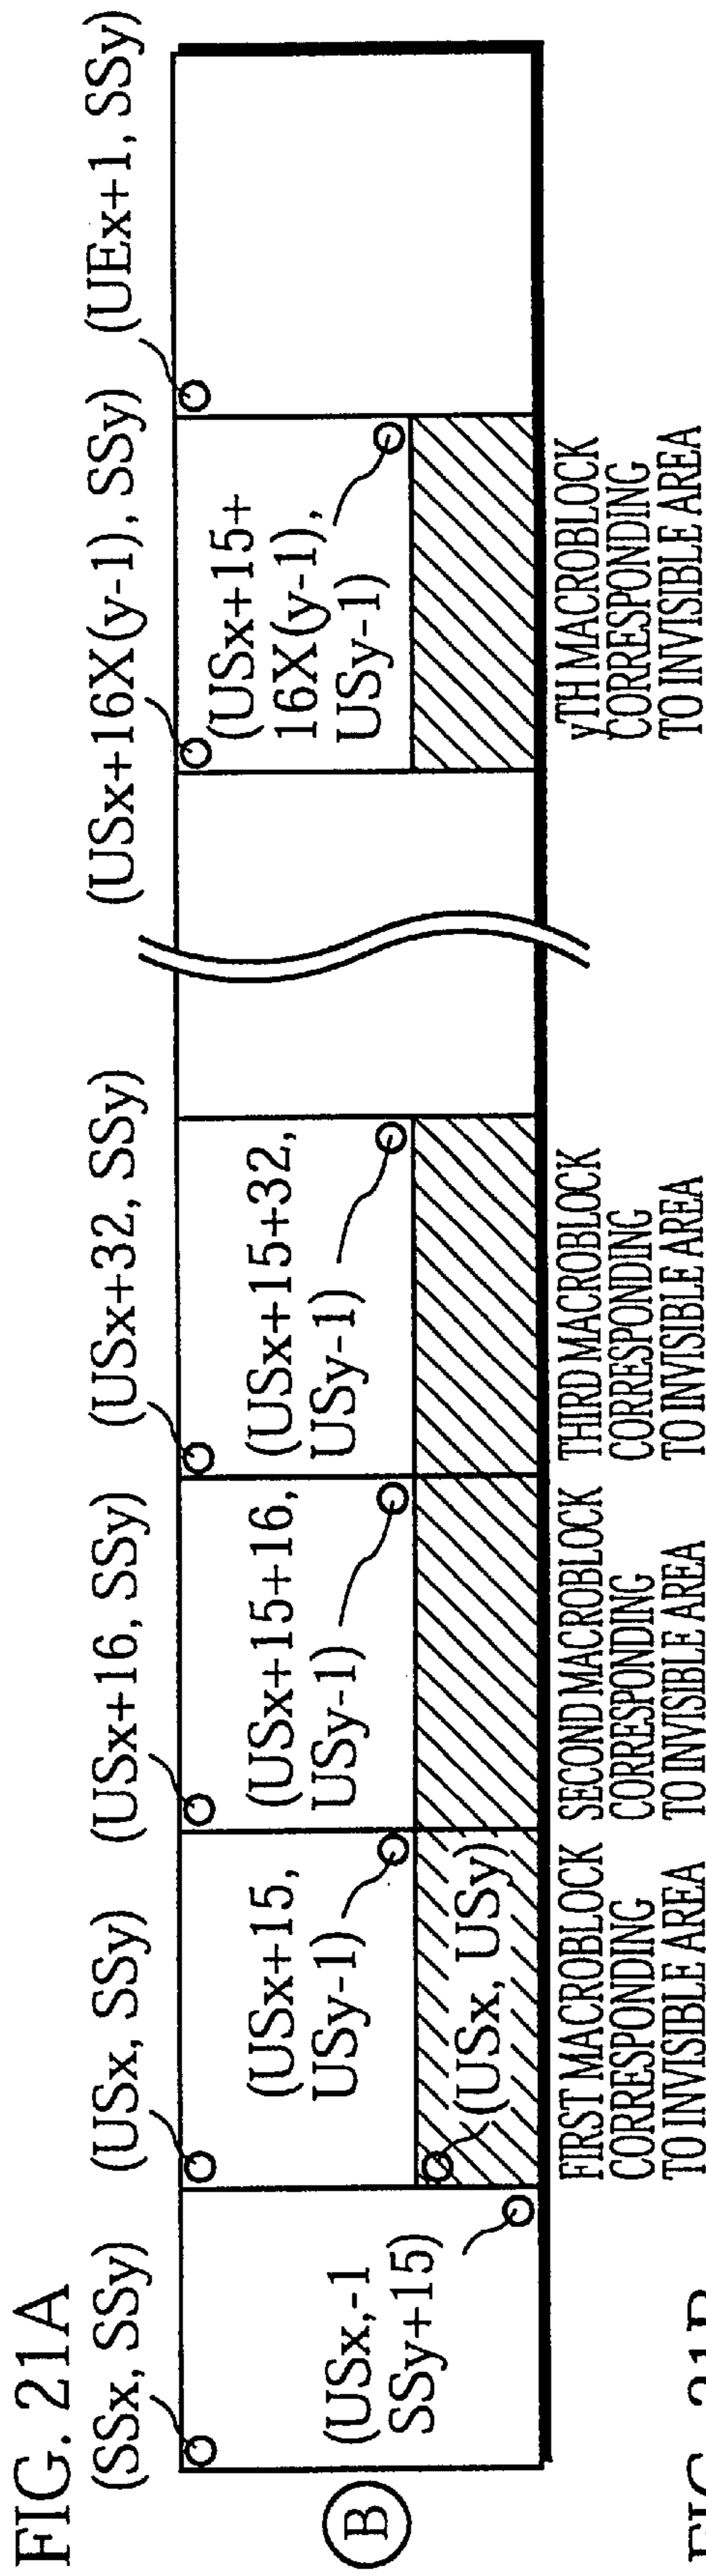 FIG. 21A
(SSx, SSy)
(USx, SSy)
(USx+16, SSy)
(USx+32, SSy)
(USx+16X(y-1), SSy)
(UEx+1, SSy)
B
(USx,-1
SSy+15)
(USx+15,
USy-1)
(USx, USy)
(USx+15+16,
USy-1)
(USx+15+32,
USy-1)
(USx+15+
16X(y-1),
USy-1)
FIRST MACROBLOCK
CORRESPONDING
TO INVISIBLE AREA
SECOND MACROBLOCK
CORRESPONDING
TO INVISIBLE AREA
THIRD MACROBLOCK
CORRESPONDING
TO INVISIBLE AREA
yTH MACROBLOCK
CORRESPONDING
TO INVISIBLE AREA